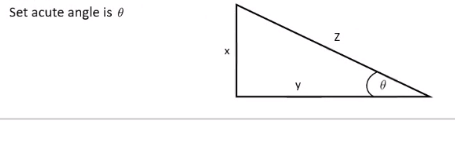 Set acute angle is θ
x
z
y
θ